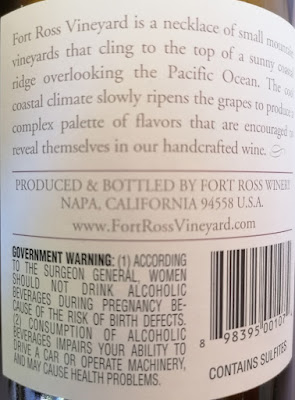 Fort Ross Vineyard is a necklace of small mountain
vineyards that cling to the top of a sunny coastal
ridge overlooking the Pacific Ocean. The cool
coastal climate slowly ripens the grapes to produce a
complex palette of flavors that are encouraged to
reveal themselves in our handcrafted wine.
PRODUCED & BOTTLED BY FORT ROSS WINERY
NAPA, CALIFORNIA 94558 U.S.A.
www.FortRossVineyard.com
GOVERNMENT WARNING: (1) ACCORDING
TO THE SURGEON GENERAL, WOMEN
SHOULD NOT DRINK ALCOHOLIC
BEVERAGES DURING PREGNANCY BE-
CAUSE OF THE RISK OF BIRTH DEFECTS.
(2) CONSUMPTION OF ALCOHOLIC
BEVERAGES IMPAIRS YOUR ABILITY TO
DRIVE A CAR OR OPERATE MACHINERY,
AND MAY CAUSE HEALTH PROBLEMS.
8 98395 00107
CONTAINS SULFITES